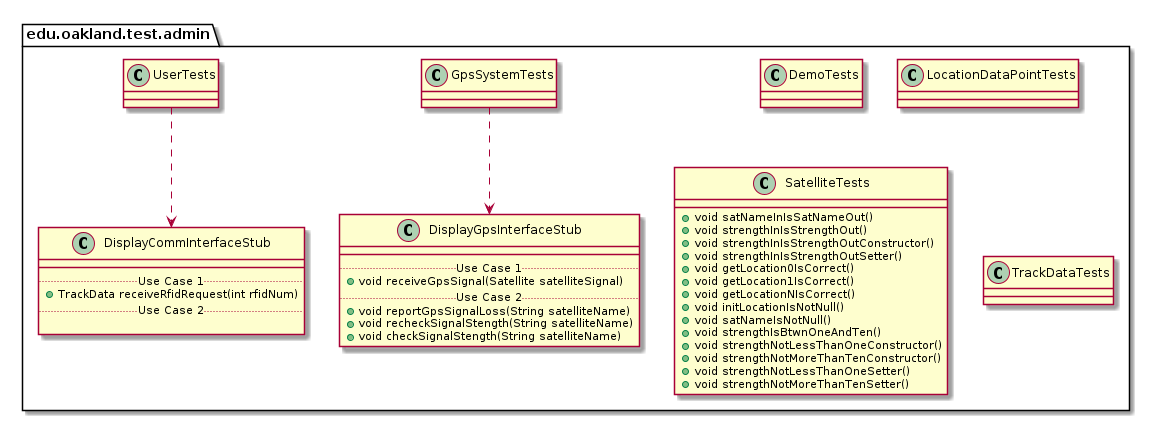 edu.oakland.test.admin
C UserTests
C GpsSystemTests
C DemoTests
C LocationDataPointTests
C DisplayCommInterfaceStub
Use Case 1
TrackData receiveRfidRequest(int rfidNum)
Use Case 2
C DisplayGpsInterfaceStub
Use Case 1
void receiveGpsSignal(Satellite satelliteSignal)
Use Case 2
void reportGpsSignalLoss(String satelliteName)
void recheckSignalStength(String satelliteName)
void checkSignalStength(String satelliteName)
C SatelliteTests
void satNameInIsSatNameOut()
void strengthInIsStrengthOut()
void strengthInIsStrengthOutConstructor()
void strengthInIsStrengthOutSetter()
void getLocation0IsCorrect()
void getLocation1IsCorrect()
void getLocationNIsCorrect()
void initLocationIsNotNull()
void satNameIsNotNull()
void strengthIsBtwnOneAndTen()
void strengthNotLessThanOneConstructor()
void strengthNotMoreThanTenConstructor()
void strengthNotLessThanOneSetter()
void strengthNotMoreThanTenSetter()
C TrackDataTests